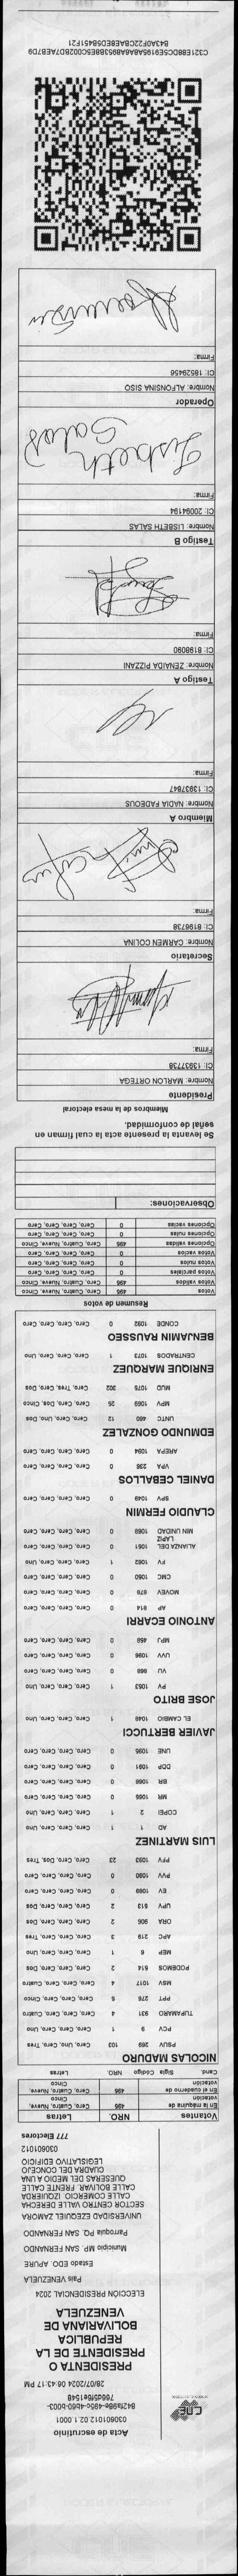 CNE
Acta de escrutinio
030601012.02.1.0001
766d5f6e1548
28/07/2024 06:43:17 PM
PRESIDENTA O
PRESIDENTE DE LA
REPUBLICA
BOLIVARIANA DE
VENEZUELA
ELECCIÓN PRESIDENCIAL 2024
País VENEZUELA
Estado EDO. APURE
Municipio MP. SAN FERNANDO
Parroquia PQ. SAN FERNANDO
UNIVERSIDAD EZEQUIEL ZAMORA
SECTOR CENTRO VALLE DERECHA
CALLE COMERCIO. IZQUIERDA
CALLE BOLIVAR. FRENTE CALLE
QUESERAS DEL MEDIO A UNA
CUADRA DEL CONCEJO
LEGISLATIVO EDIFICIO
030601012
777 Electores
Votantes NRO. Letras
En la máquina de votación 495 Cero, Cuatro, Nueve, Cinco
En el cuaderno de votación 495 Cero, Cuatro, Nueve, Cinco
Cand. Sigla Código NRO. Letras
NICOLAS MADURO
PSUV 269 103 Cero, Uno, Cero, Tres
PCV 9 1 Cero, Cero, Cero, Uno
TUPAMARO 931 4 Cero, Cero, Cero, Cuatro
PPT 276 5 Cero, Cero, Cero, Cinco
MSV 1017 4 Cero, Cero, Cero, Cuatro
PODEMOS 614 2 Cero, Cero, Cero, Dos
MEP 6 1 Cero, Cero, Cero, Uno
APC 219 3 Cero, Cero, Cero, Tres
ORA 906 2 Cero, Cero, Cero, Dos
UPV 613 2 Cero, Cero, Cero, Dos
EV 1089 0 Cero, Cero, Cero, Cero
PVV 1090 0 Cero, Cero, Cero, Cero
PFV 1093 23 Cero, Cero, Dos, Tres
LUIS MARTINEZ
AD 1 1 Cero, Cero, Cero, Uno
COPEI 2 1 Cero, Cero, Cero, Uno
MR 1055 0 Cero, Cero, Cero, Cero
BR 1088 0 Cero, Cero, Cero, Cero
DDP 1091 0 Cero, Cero, Cero, Cero
UNE 1095 0 Cero, Cero, Cero, Cero
JAVIER BERTUCCI
EL CAMBIO 1048 1 Cero, Cero, Cero, Uno
JOSE BRITO
PV 1053 1 Cero, Cero, Cero, Uno
VU 868 0 Cero, Cero, Cero, Cero
UVV 1096 0 Cero, Cero, Cero, Cero
MPJ 458 0 Cero, Cero, Cero, Cero
ANTONIO ECARRI
AP 814 0 Cero, Cero, Cero, Cero
MOVEV 878 0 Cero, Cero, Cero, Cero
CMC 1050 0 Cero, Cero, Cero, Cero
FV 1062 1 Cero, Cero, Cero, Uno
ALIANZA DEL LAPIZ 1051 0 Cero, Cero, Cero, Cero
MIN UNIDAD 1069 0 Cero, Cero, Cero, Cero
CLAUDIO FERMIN
SPV 1049 0 Cero, Cero, Cero, Cero
DANIEL CEBALLOS
VPA 236 0 Cero, Cero, Cero, Cero
AREPA 1094 0 Cero, Cero, Cero, Cero
EDMUNDO GONZALEZ
UNTC 460 12 Cero, Cero, Uno, Dos
MPV 1069 25 Cero, Cero, Dos, Cinco
MUD 1075 302 Cero, Tres, Cero, Dos
ENRIQUE MARQUEZ
CENTRADOS 1073 1 Cero, Cero, Cero, Uno
BENJAMIN RAUSSEO
CONDE 1092 0 Cero, Cero, Cero, Cero
Resumen de votos
Votos 495 Cero, Cuatro, Nueve, Cinco
Votos válidos 495 Cero, Cuatro, Nueve, Cinco
Votos parciales 0 Cero, Cero, Cero, Cero
Votos nulos 0 Cero, Cero, Cero, Cero
Votos vacíos 0 Cero, Cero, Cero, Cero
Opciones válidas 495 Cero, Cuatro, Nueve, Cinco
Opciones nulas 0 Cero, Cero, Cero, Cero
Opciones vacías 0 Cero, Cero, Cero, Cero
Observaciones:
Se levanta la presente acta la cual firman en
señal de conformidad.
Miembros de la mesa electoral
Presidente
Nombre: MARLON ORTEGA
CI: 13937738
Firma:
Secretario
Nombre: CARMEN COLINA
CI: 8196738
Firma:
Miembro A
Nombre: NADIA FADEOUS
CI: 13937847
Firma:
Testigo A
Nombre: ZENAIDA PIZZANI
CI: 8198090
Firma:
Testigo B
Nombre: LISBETH SALAS
CI: 20094194
Firma:
Lisbeth
Salas
Operador
Nombre: ALFONSINA SISO
CI: 18529456
Firma: